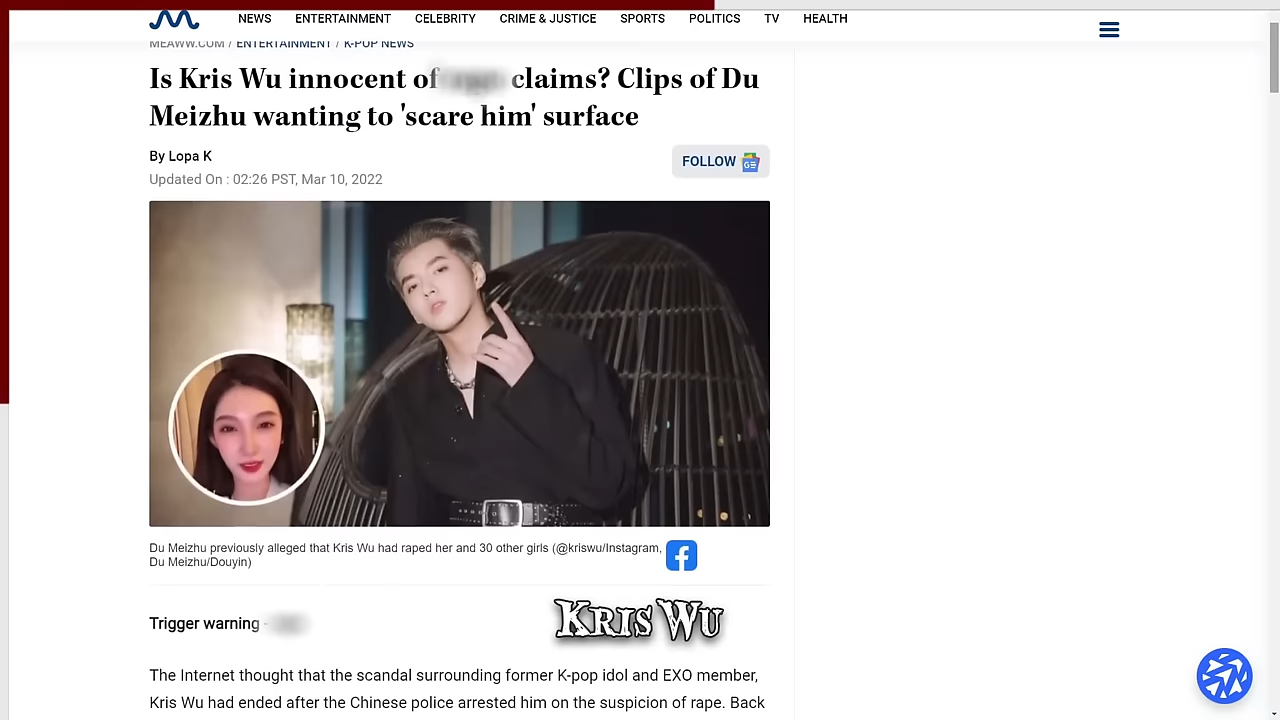 NEWS ENTERTAINMENT CELEBRITY CRIME & JUSTICE SPORTS POLITICS TV HEALTH
MEAWW.COM / ENTERTAINMENT / K-POP NEWS
Is Kris Wu innocent of claims? Clips of Du
Meizhu wanting to 'scare him' surface
By Lopa K
FOLLOW GE
Updated On : 02:26 PST, Mar 10, 2022
Du Meizhu previously alleged that Kris Wu had raped her and 30 other girls (@kriswu/Instagram,
Du Meizhu/Douyin)
KRIS WU
Trigger warning -
The Internet thought that the scandal surrounding former K-pop idol and EXO member,
Kris Wu had ended after the Chinese police arrested him on the suspicion of rape. Back